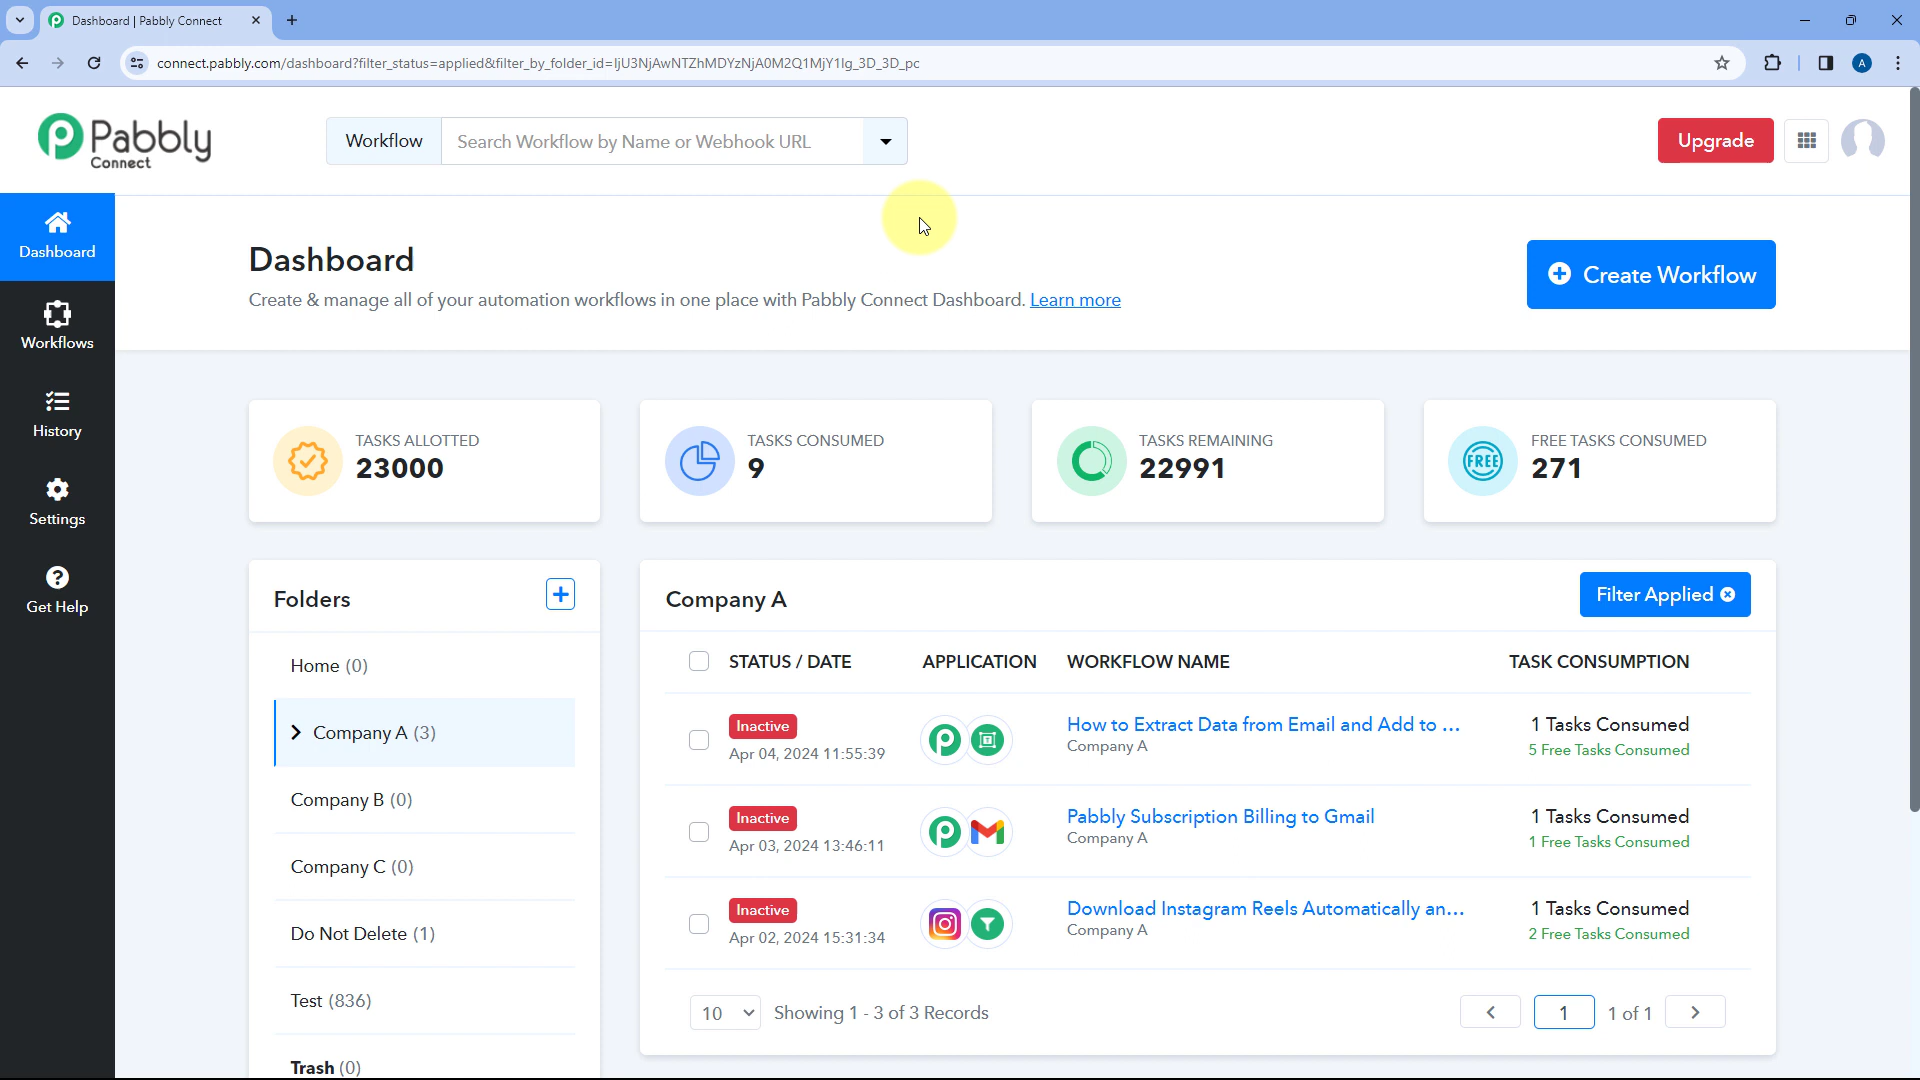 Dashboard | Pabbly Connect
connect.pabbly.com/dashboard?filter_status=applied&filter_by_folder_id=IjU3NjAwNTZhMDYzNjA0M2Q1MjY1Ig_3D_3D_pc
A
Pabbly
Connect
Workflow
Search Workflow by Name or Webhook URL
Upgrade
Dashboard
Workflows
History
Settings
Get Help
Dashboard
Create & manage all of your automation workflows in one place with Pabbly Connect Dashboard. Learn more
Create Workflow
TASKS ALLOTTED
23000
TASKS CONSUMED
9
TASKS REMAINING
22991
FREE
FREE TASKS CONSUMED
271
Folders
Home (0)
Company A (3)
Company B (0)
Company C (0)
Do Not Delete (1)
Test (836)
Trash (0)
Company A
Filter Applied
STATUS / DATE APPLICATION WORKFLOW NAME TASK CONSUMPTION
Inactive
Apr 04, 2024 11:55:39
How to Extract Data from Email and Add to ...
Company A
1 Tasks Consumed
5 Free Tasks Consumed
Inactive
Apr 03, 2024 13:46:11
Pabbly Subscription Billing to Gmail
Company A
1 Tasks Consumed
1 Free Tasks Consumed
Inactive
Apr 02, 2024 15:31:34
Download Instagram Reels Automatically an...
Company A
1 Tasks Consumed
2 Free Tasks Consumed
10 Showing 1 - 3 of 3 Records
1 1 of 1